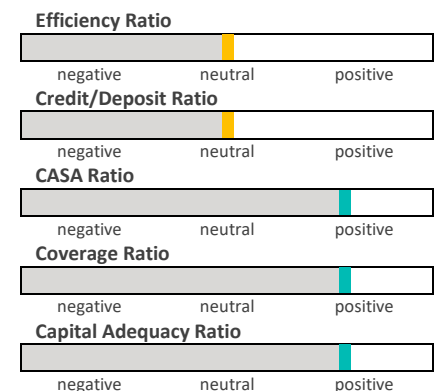 Efficiency Ratio
negative neutral positive
Credit/Deposit Ratio
negative neutral positive
CASA Ratio
negative neutral positive
Coverage Ratio
negative neutral positive
Capital Adequacy Ratio
negative neutral positive